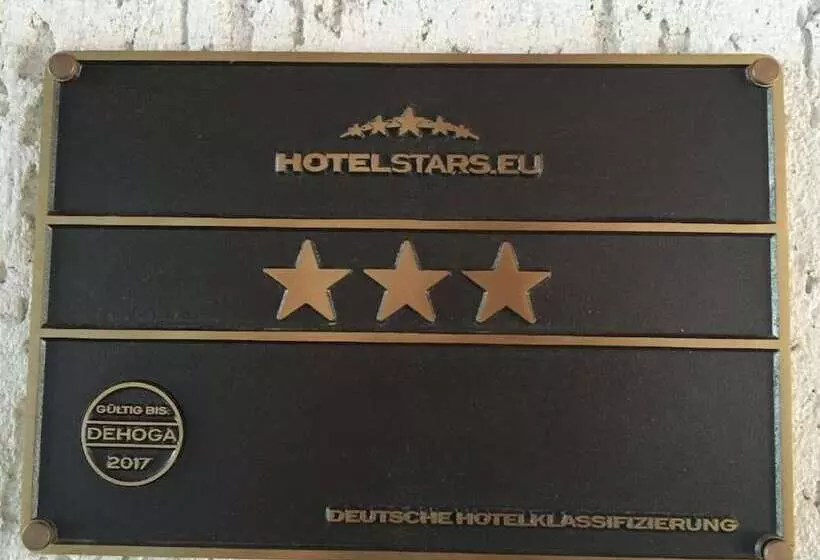 HOTELSTARS.EU
GÜLTIG BIS:
DEHOGA
2017
DEUTSCHE HOTELKLASSIFIZIERUNG